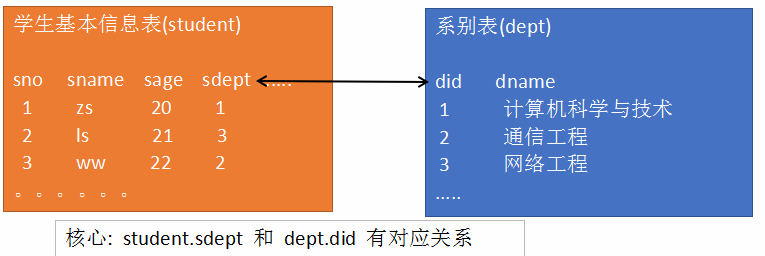 学生基本信息表(student)
sno sname sage sdept .....
1 zs 20 1
2 ls 21 3
3 ww 22 2
。。。。。。
系别表(dept)
did dname
1 计算机科学与技术
2 通信工程
3 网络工程
.....
核心: student.sdept 和 dept.did 有对应关系